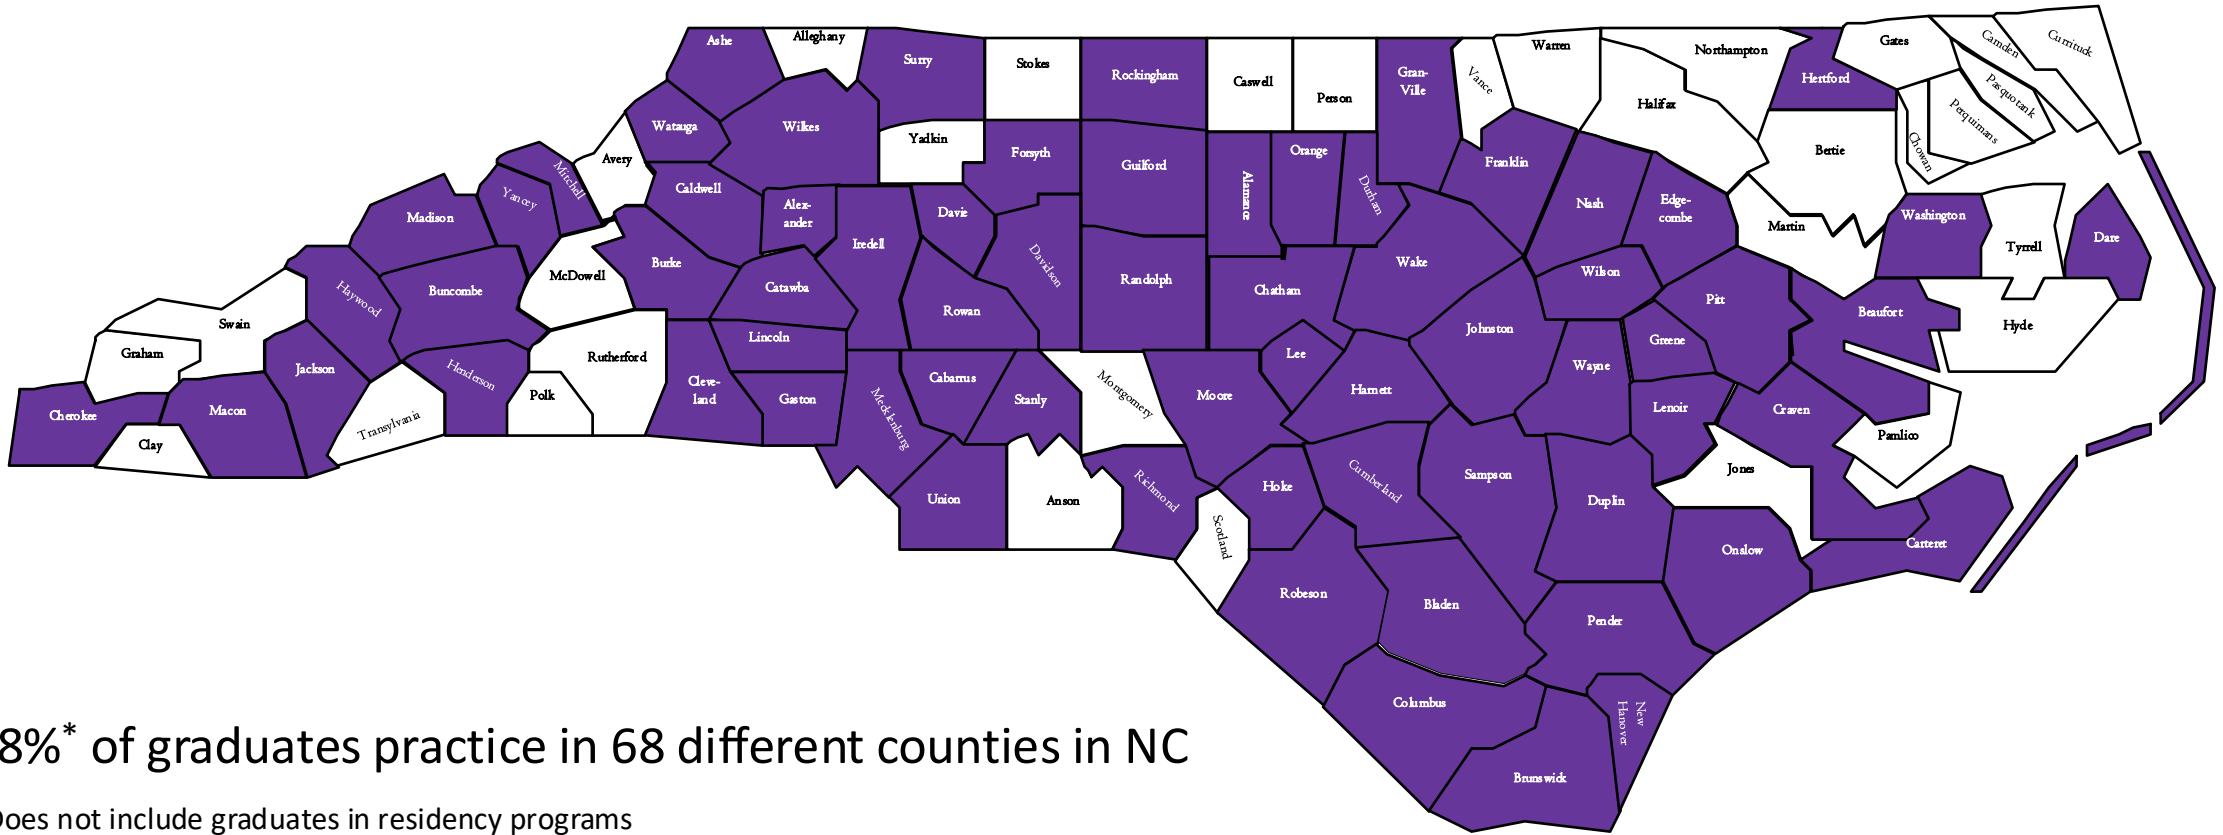 Ashe
Alleghany
Surry
Stokes
Rockingham
Caswell
Person
Gran-
Ville
Vance
Warren
Northampton
Halifax
Hertford
Gates
Camden
Currituck
Pasquotank
Perquimans
Chowan
Bertie
Watauga
Wilkes
Yadkin
Forsyth
Guilford
Alamance
Orange
Durham
Franklin
Nash
Edge-
combe
Martin
Washington
Tyrrell
Dare
Avery
Mitchell
Yancey
Madison
Caldwell
Alex-
ander
Iredell
Davie
Davidson
Randolph
Chatham
Wake
Wilson
Pitt
Beaufort
Hyde
Haywood
Buncombe
McDowell
Burke
Catawba
Rowan
Lincoln
Johnston
Wayne
Greene
Lee
Swain
Graham
Jackson
Henderson
Rutherford
Polk
Cleve-
land
Gaston
Mecklenburg
Cabarrus
Stanly
Montgomery
Moore
Harnett
Lenoir
Craven
Pamlico
Cherokee
Clay
Macon
Transylvania
Union
Anson
Richmond
Scotland
Hoke
Cumberland
Sampson
Duplin
Jones
Onslow
Carteret
Robeson
Bladen
Pender
Columbus
New
Hanover
Brunswick
8%* of graduates practice in 68 different counties in NC
Does not include graduates in residency programs